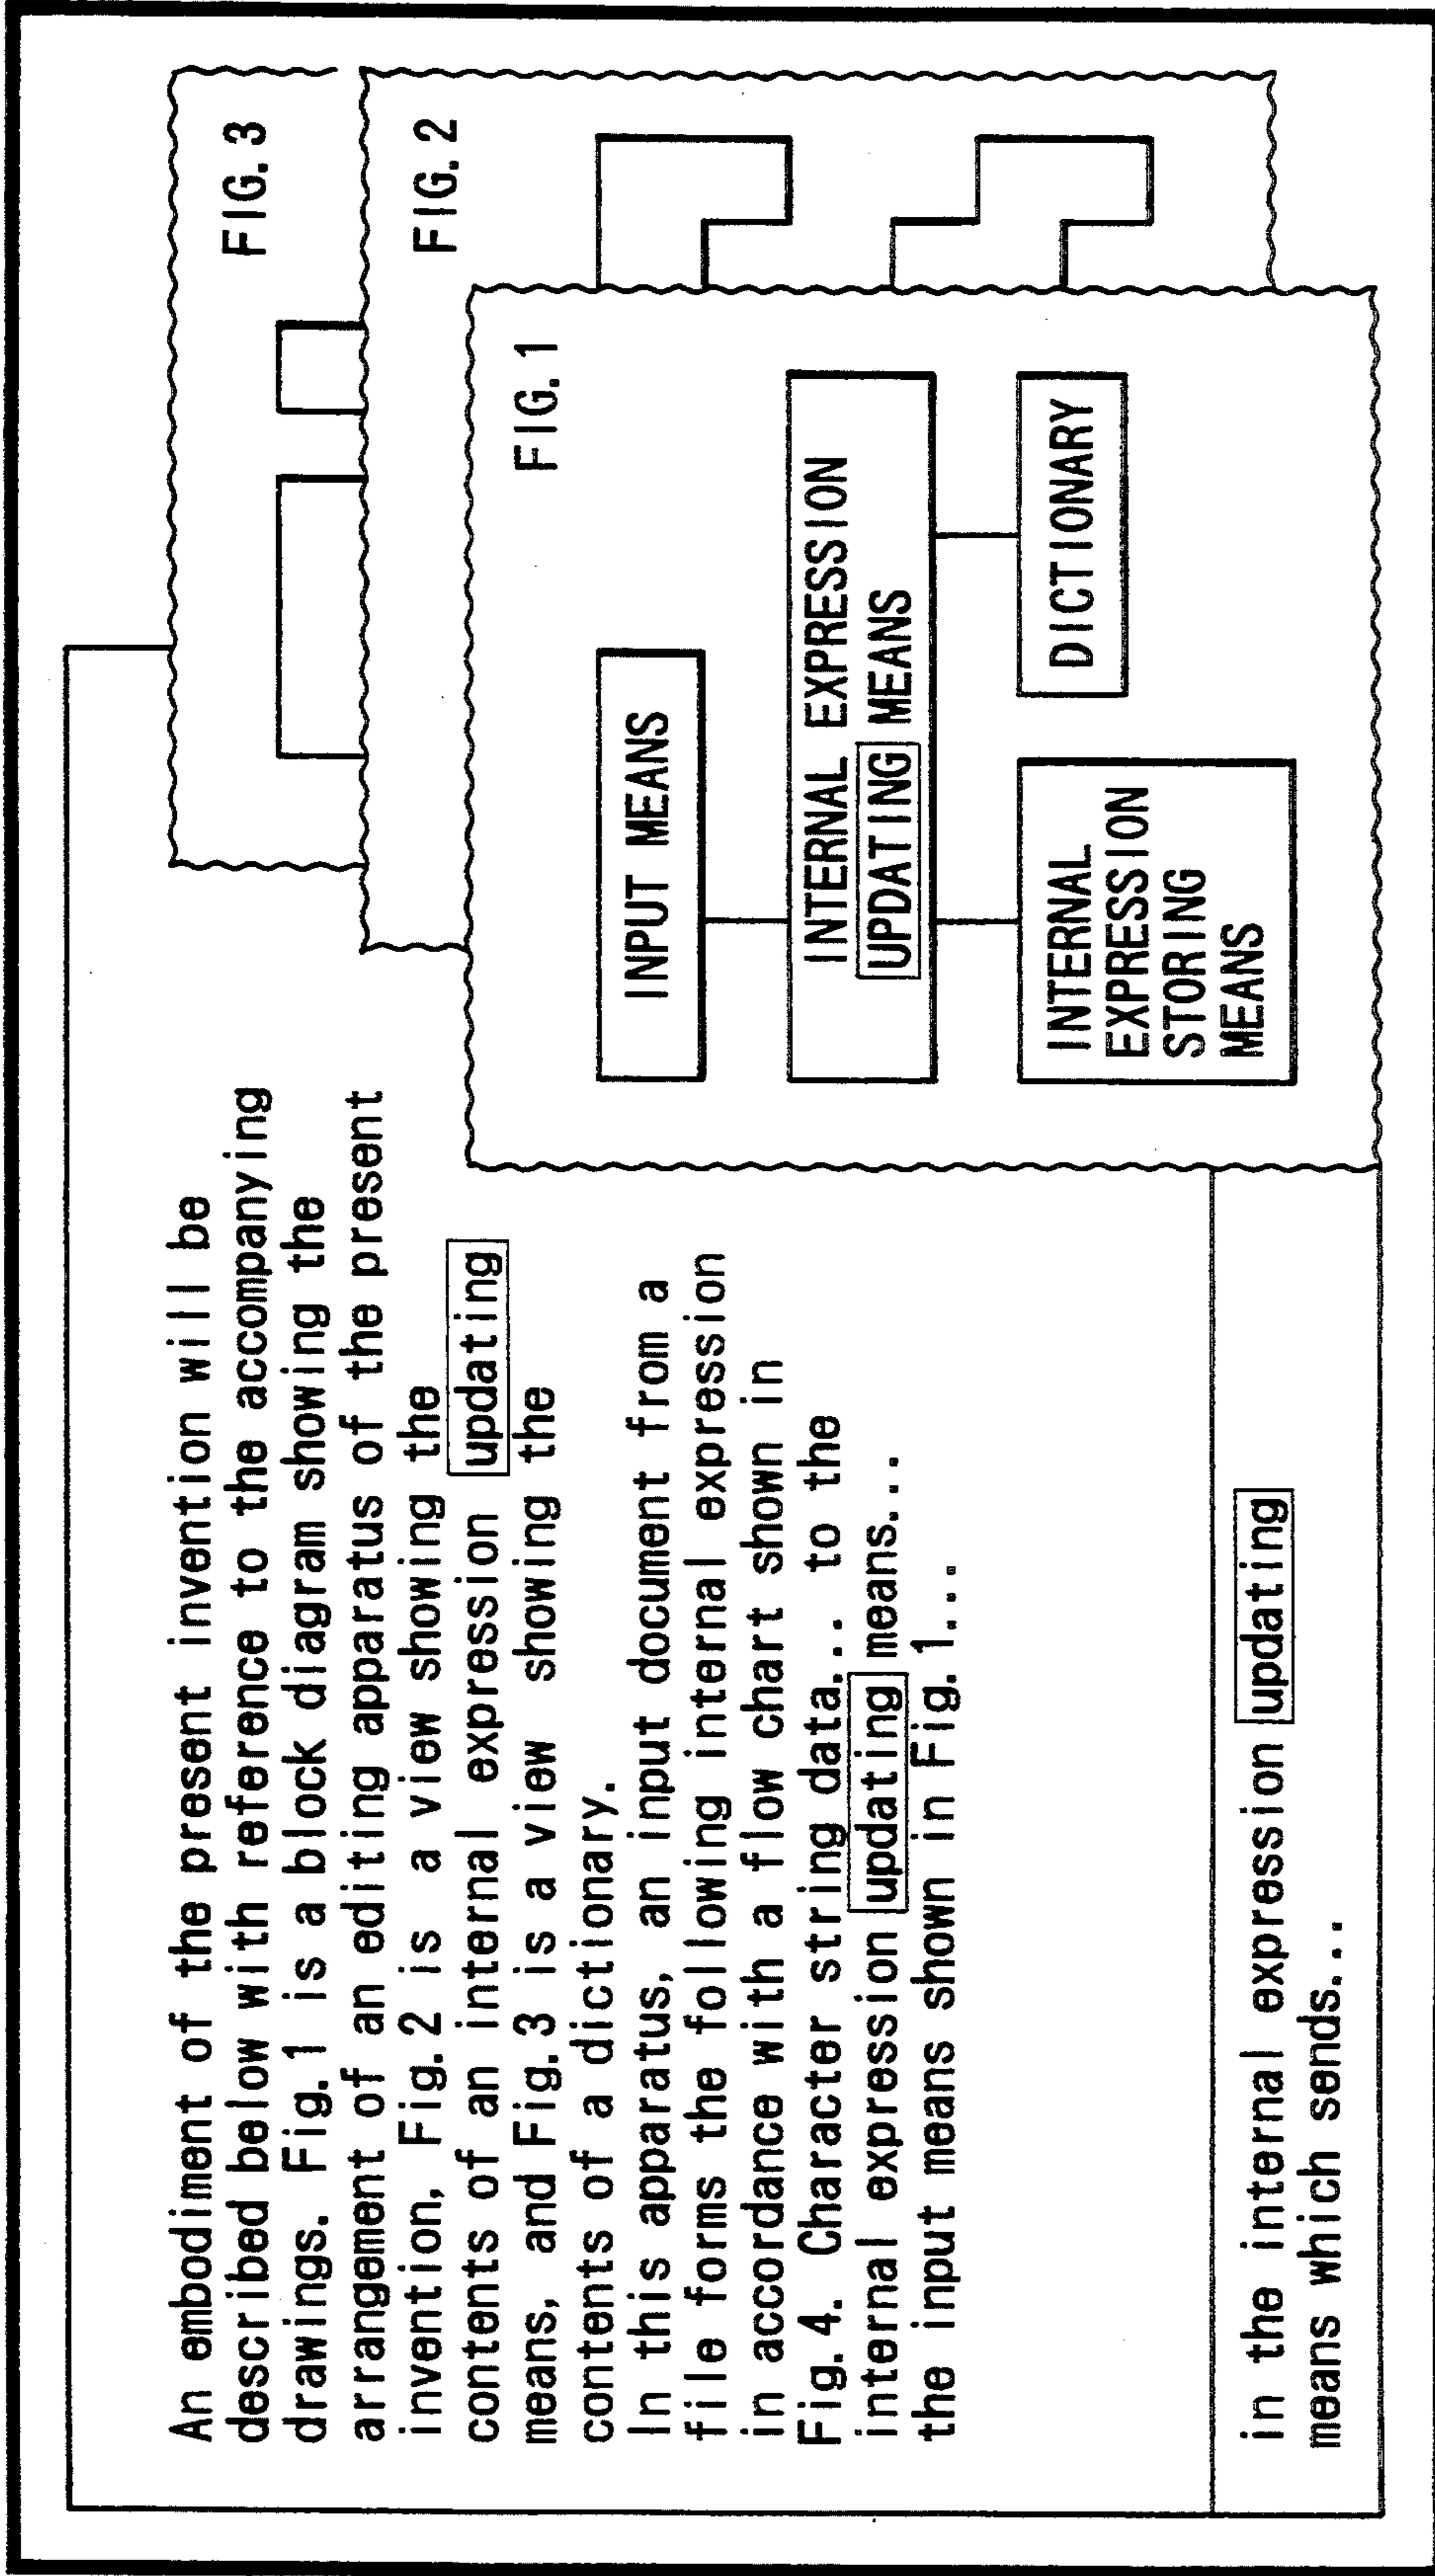 An embodiment of the present invention will be
described below with reference to the accompanying
drawings. Fig.1 is a block diagram showing the
arrangement of an editing apparatus of the present
invention, Fig.2 is a view showing the
contents of an internal expression updating
means, and Fig.3 is a view showing the
contents of a dictionary.
In this apparatus, an input document from a
file forms the following internal expression
in accordance with a flow chart shown in
Fig.4. Character string data... to the
internal expression updating means...
the input means shown in Fig.1...
in the internal expression updating
means which sends...
FIG.3
FIG.2
FIG.1
INPUT MEANS
INTERNAL EXPRESSION
UPDATING MEANS
INTERNAL
EXPRESSION
STORING
MEANS
DICTIONARY